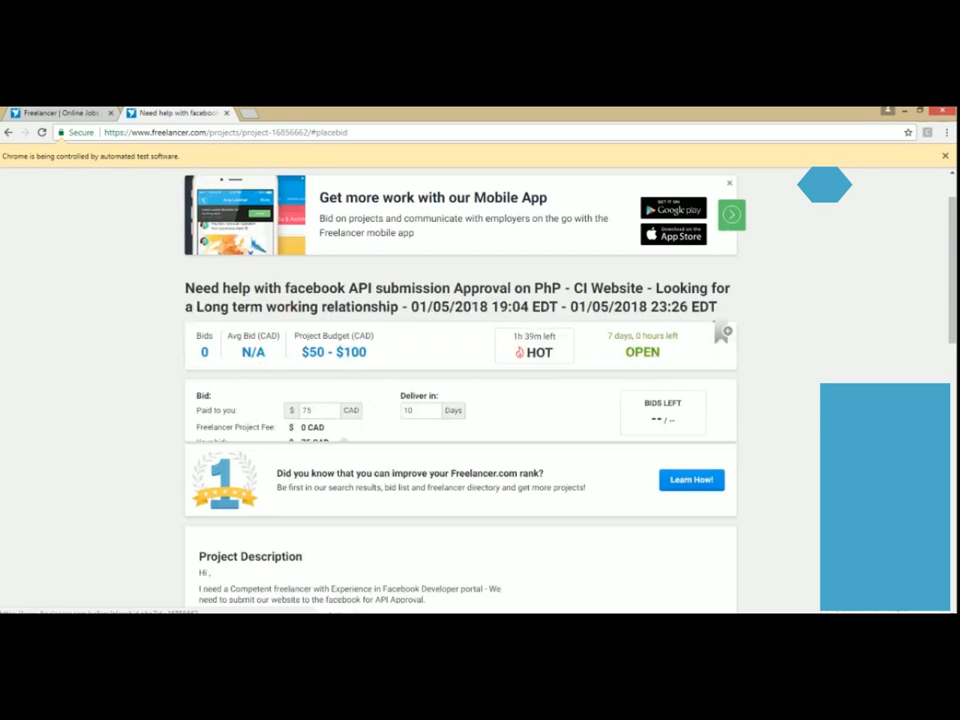 Freelancer | Online Jobs
Need help with facebook
Secure
https://www.freelancer.com/projects/project-16856662/#placebid
Chrome is being controlled by automated test software.
Get more work with our Mobile App
Bid on projects and communicate with employers on the go with the
Freelancer mobile app
GET IT ON
Google play
Download on the
App Store
Need help with facebook API submission Approval on PhP - CI Website - Looking for
a Long term working relationship - 01/05/2018 19:04 EDT - 01/05/2018 23:26 EDT
Bids
Avg Bid (CAD)
Project Budget (CAD)
0
N/A
$50 - $100
1h 39m left
HOT
7 days, 0 hours left
OPEN
Bid:
Deliver in:
Paid to you:
$ 75 CAD
10 Days
Freelancer Project Fee: $ 0 CAD
BIDS LEFT
-- / --
1
Did you know that you can improve your Freelancer.com rank?
Be first in our search results, bid list and freelancer directory and get more projects!
Learn How!
Project Description
Hi ,
I need a Competent freelancer with Experience in Facebook Developer portal - We
need to submit our website to the facebook for API Approval.